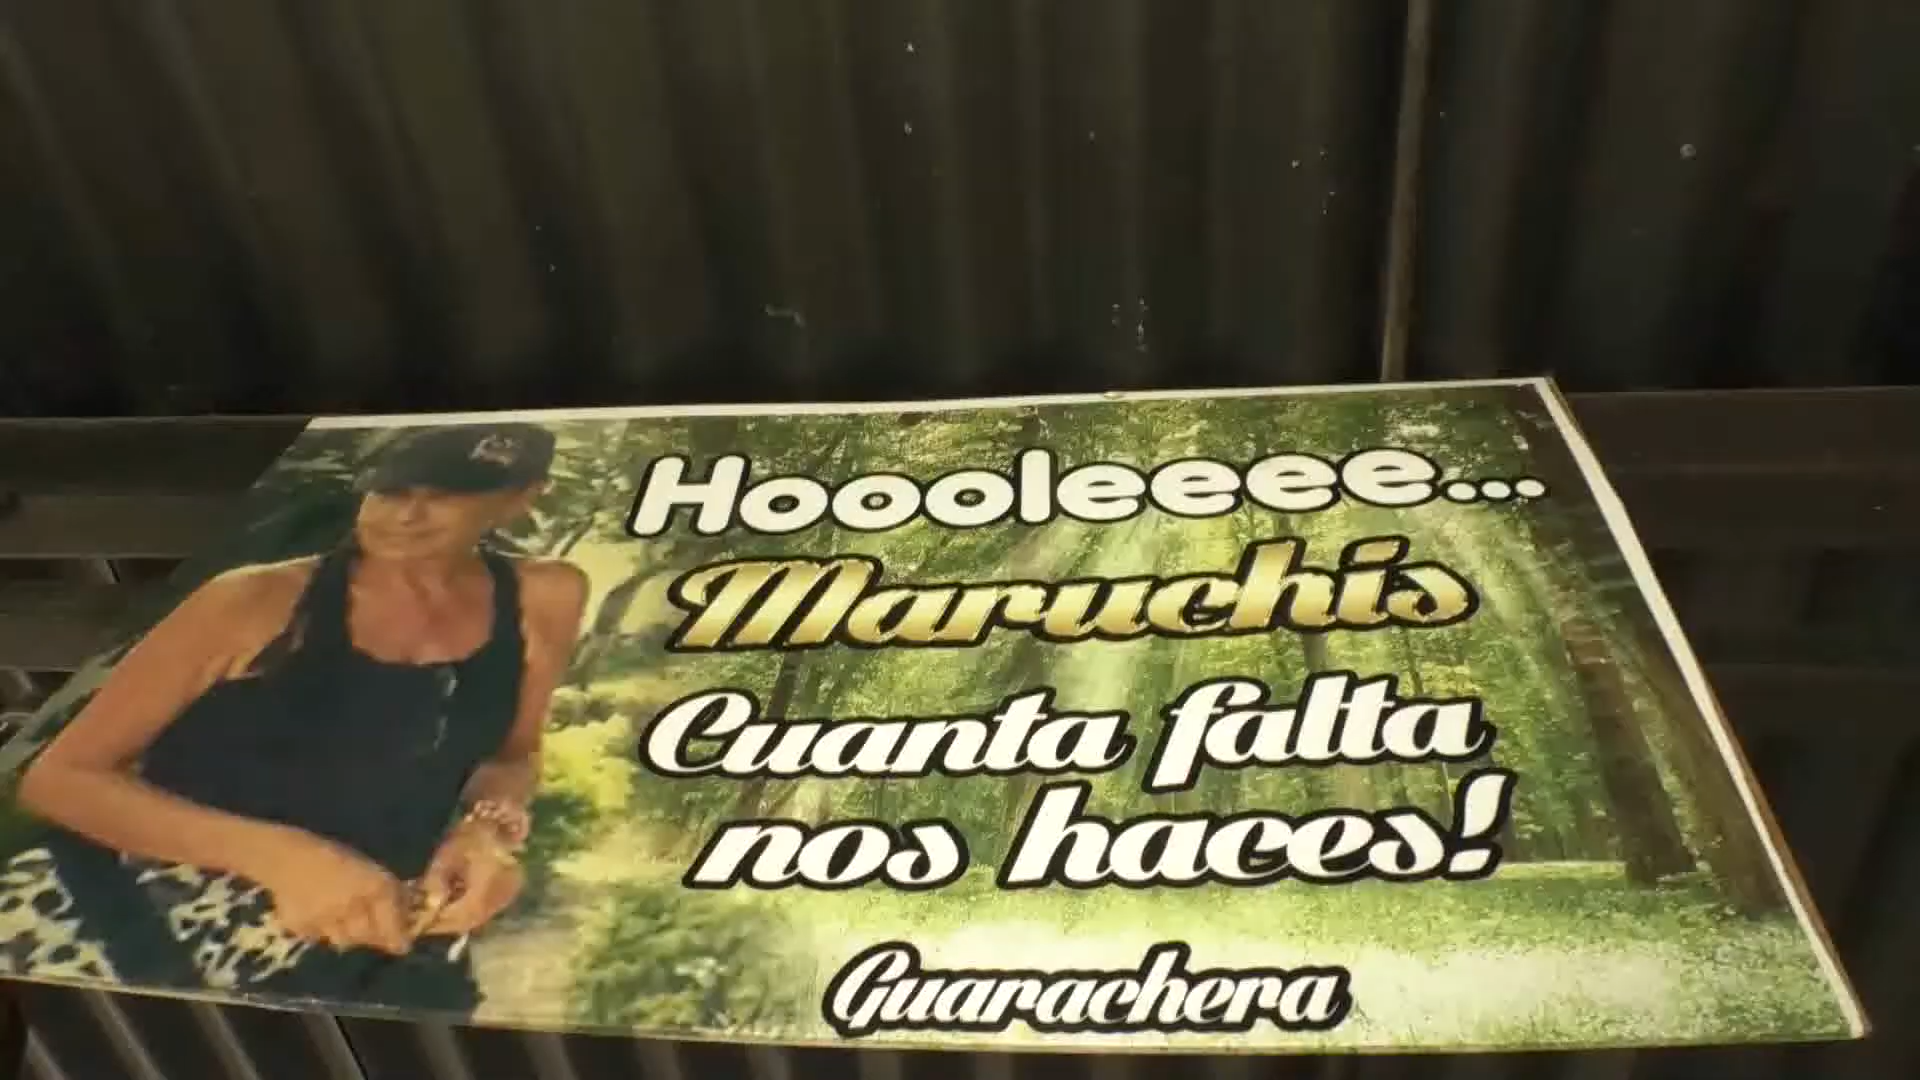 Hoooleeee...
Maruchis
Cuanta falta
nos haces!
Guarachera